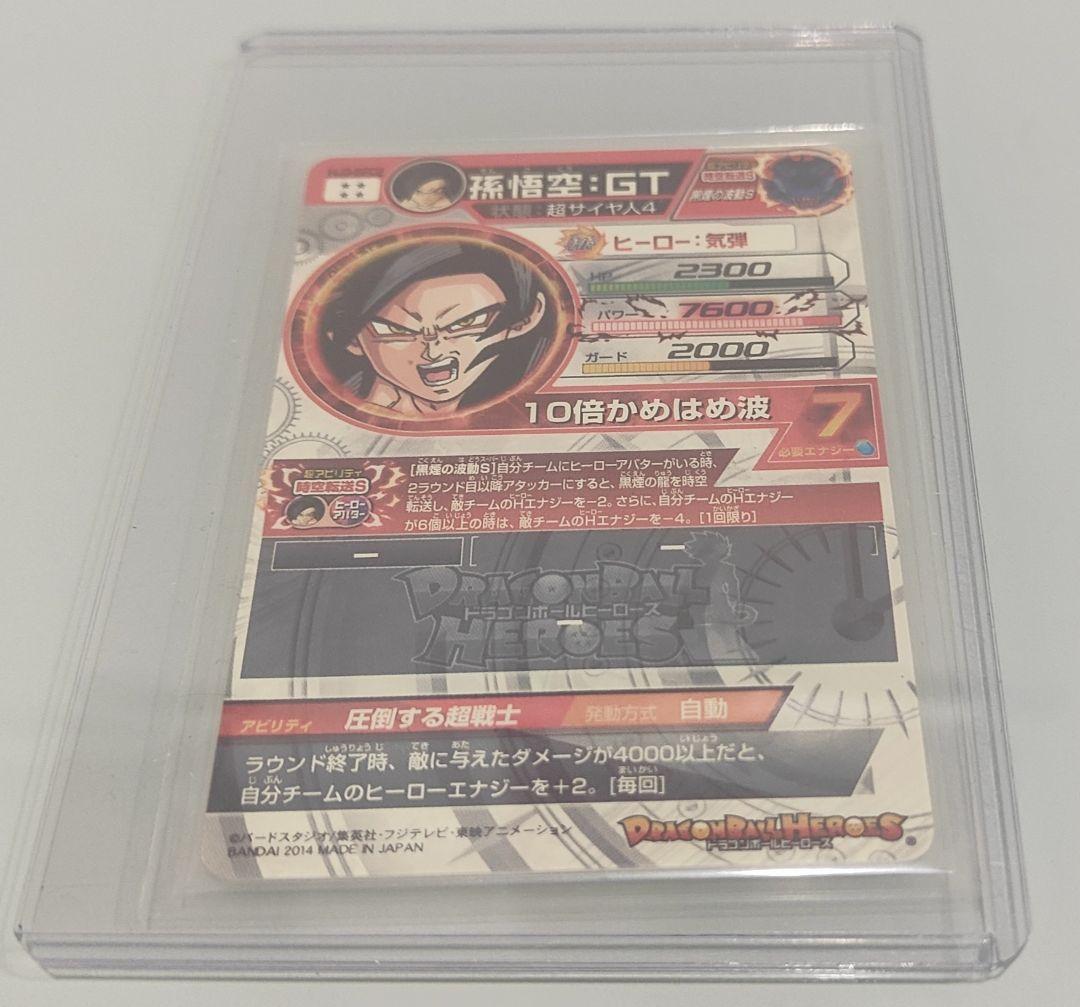 孫悟空:GT
状態:超サイヤ人4
超アビリティ
時空転送S
黒煙の波動S
ヒーロー:気弾
HP 2300
パワー 7600
ガード 2000
10倍かめはめ波
7
必要エナジー
超アビリティ
時空転送S
ヒーロー
アバター
[黒煙の波動S]自分チームにヒーローアバターがいる時、
2ラウンド目以降アタッカーにすると、黒煙の龍を時空
転送し、敵チームのHエナジーを−2。さらに、自分チームのHエナジー
が6個以上の時は、敵チームのHエナジーを−4。[1回限り]
DRAGONBALL
ドラゴンボールヒーローズ
HEROES
アビリティ 圧倒する超戦士 発動方式 自動
ラウンド終了時、敵に与えたダメージが4000以上だと、
自分チームのヒーローエナジーを+2。[毎回]
©バードスタジオ/集英社・フジテレビ・東映アニメーション
BANDAI 2014 MADE IN JAPAN
DRAGONBALL HEROES
ドラゴンボールヒーローズ